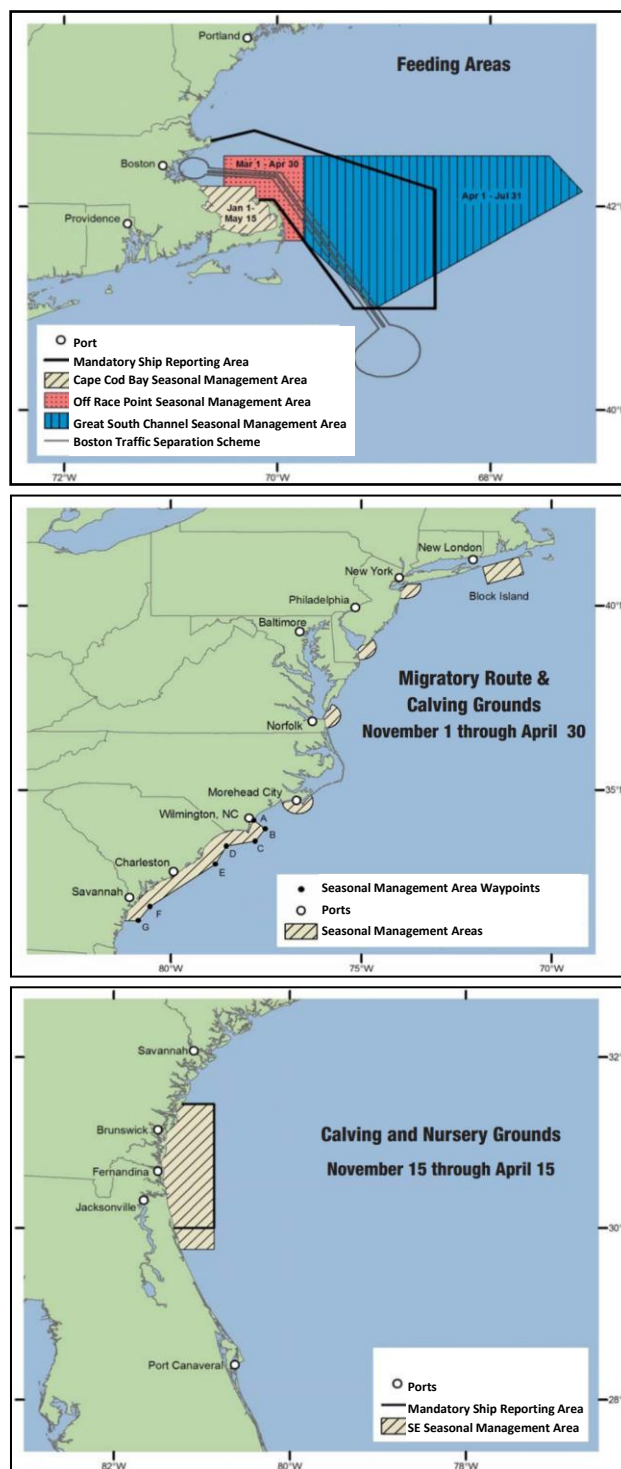 Portland
Feeding Areas
Boston
Mar 1 - Apr 30
Apr 1 - Jul 31
42°N
Jan 1-
May 15
Providence
Port
Mandatory Ship Reporting Area
Cape Cod Bay Seasonal Management Area
Off Race Point Seasonal Management Area
Great South Channel Seasonal Management Area
Boston Traffic Separation Scheme
40°N
72°W 70°W 68°W
New London
New York
Block Island
Philadelphia
40°N
Baltimore
Migratory Route &
Calving Grounds
November 1 through April 30
Norfolk
Morehead City
35°N
Wilmington, NC
A
B
C
D
E
Charleston
Savannah
F
G
Seasonal Management Area Waypoints
Ports
Seasonal Management Areas
80°W 75°W 70°W
Savannah
32°N
Brunswick
Calving and Nursery Grounds
November 15 through April 15
Fernandina
Jacksonville
30°N
Port Canaveral
Ports
Mandatory Ship Reporting Area
SE Seasonal Management Area
28°N
82°W 80°W 78°W